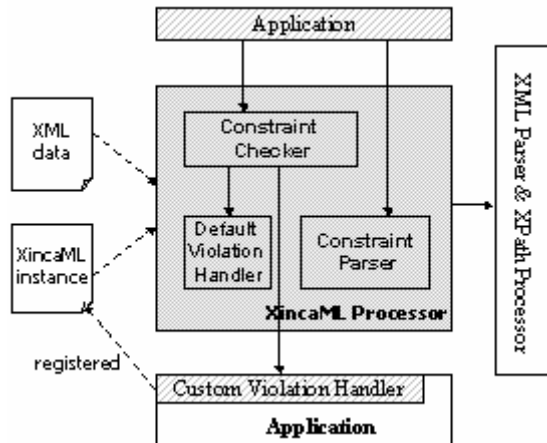 Application
XML
data
Constraint
Checker
XincaML
instance
Default
Violation
Handler
Constraint
Parser
XincaML Processor
registered
Custom Violation Handler
Application
XML Parser & XPath Processor